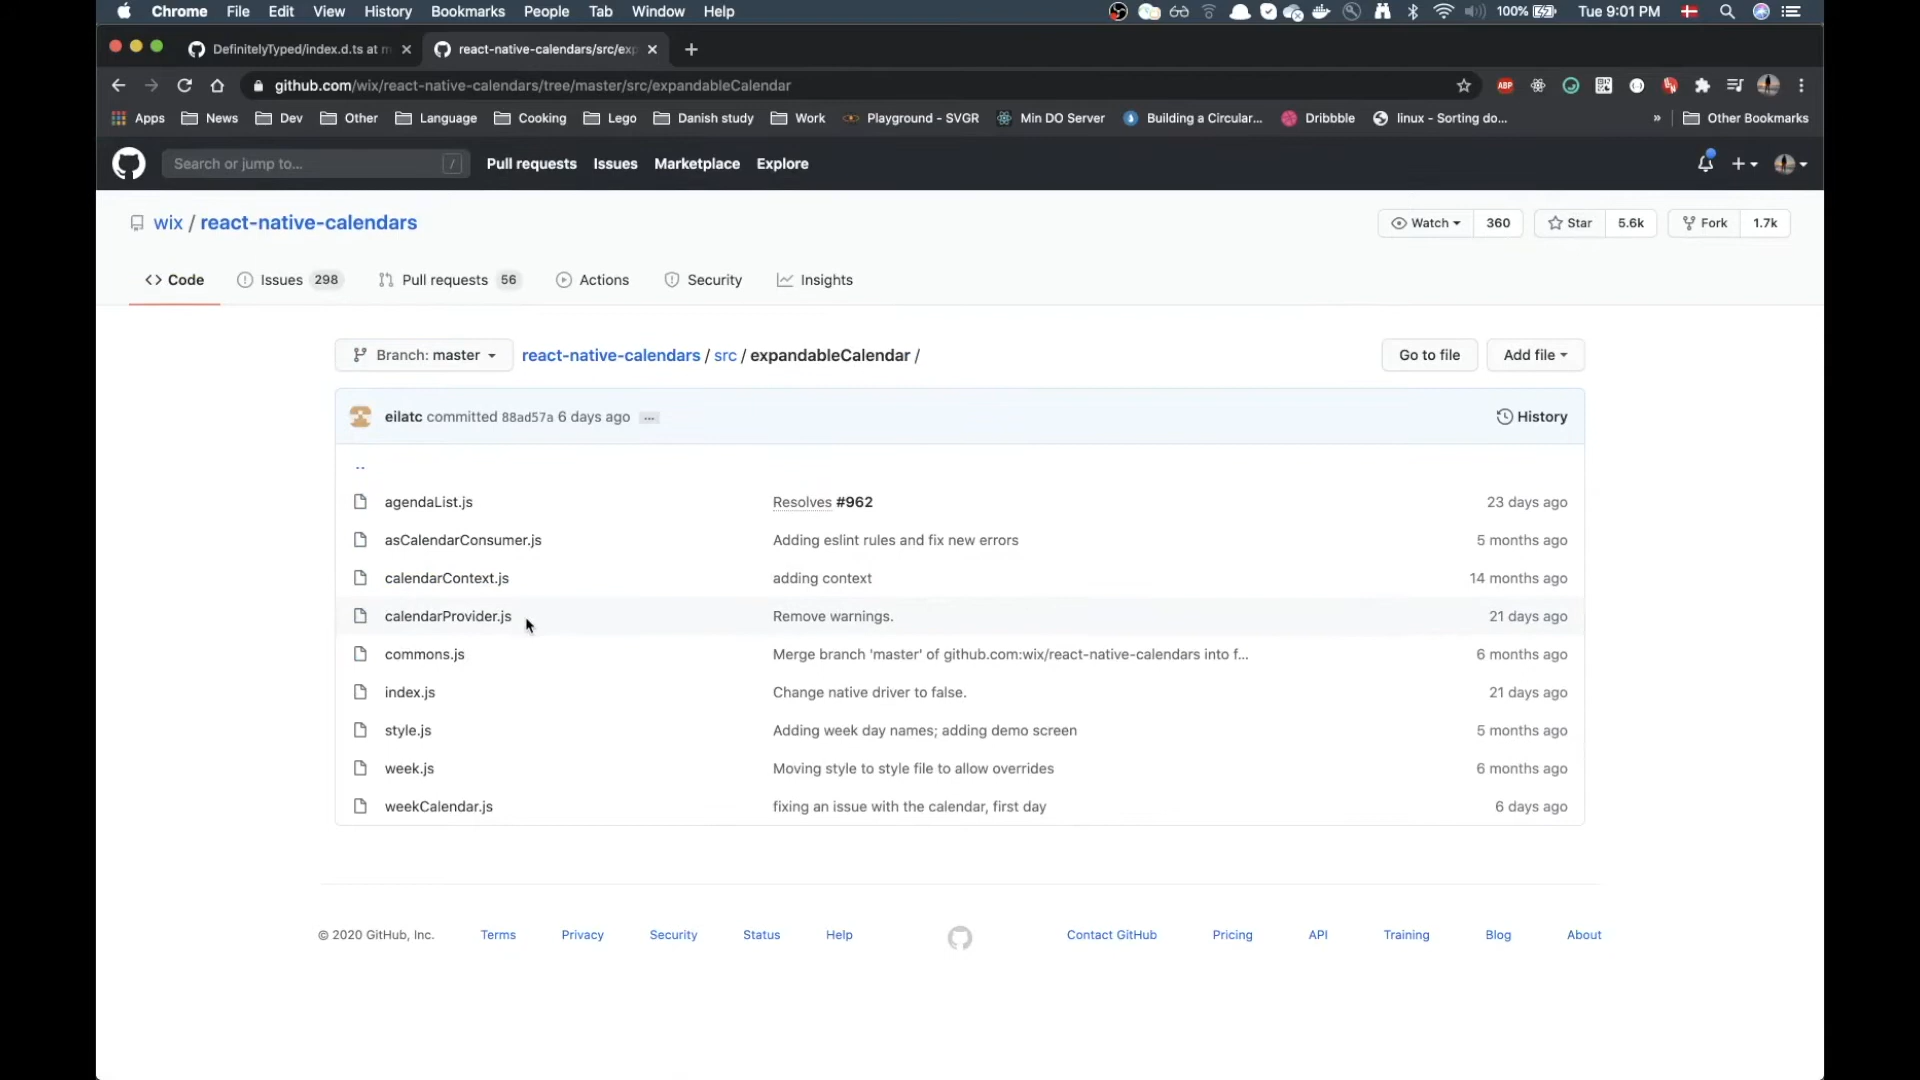 Chrome File Edit View History Bookmarks People Tab Window Help 100% Tue 9:01 PM
DefinitelyTyped/index.d.ts at m react-native-calendars/src/exp
github.com/wix/react-native-calendars/tree/master/src/expandableCalendar ABP
Apps News Dev Other Language Cooking Lego Danish study Work Playground - SVGR Min DO Server Building a Circular... Dribbble linux - Sorting do... » Other Bookmarks
Search or jump to... / Pull requests Issues Marketplace Explore
wix / react-native-calendars Watch 360 Star 5.6k Fork 1.7k
Code Issues 298 Pull requests 56 Actions Security Insights
Branch: master react-native-calendars / src / expandableCalendar / Go to file Add file
eilatc committed 88ad57a 6 days ago ... History
..
agendaList.js Resolves #962 23 days ago
asCalendarConsumer.js Adding eslint rules and fix new errors 5 months ago
calendarContext.js adding context 14 months ago
calendarProvider.js Remove warnings. 21 days ago
commons.js Merge branch 'master' of github.com:wix/react-native-calendars into f... 6 months ago
index.js Change native driver to false. 21 days ago
style.js Adding week day names; adding demo screen 5 months ago
week.js Moving style to style file to allow overrides 6 months ago
weekCalendar.js fixing an issue with the calendar, first day 6 days ago
© 2020 GitHub, Inc. Terms Privacy Security Status Help Contact GitHub Pricing API Training Blog About